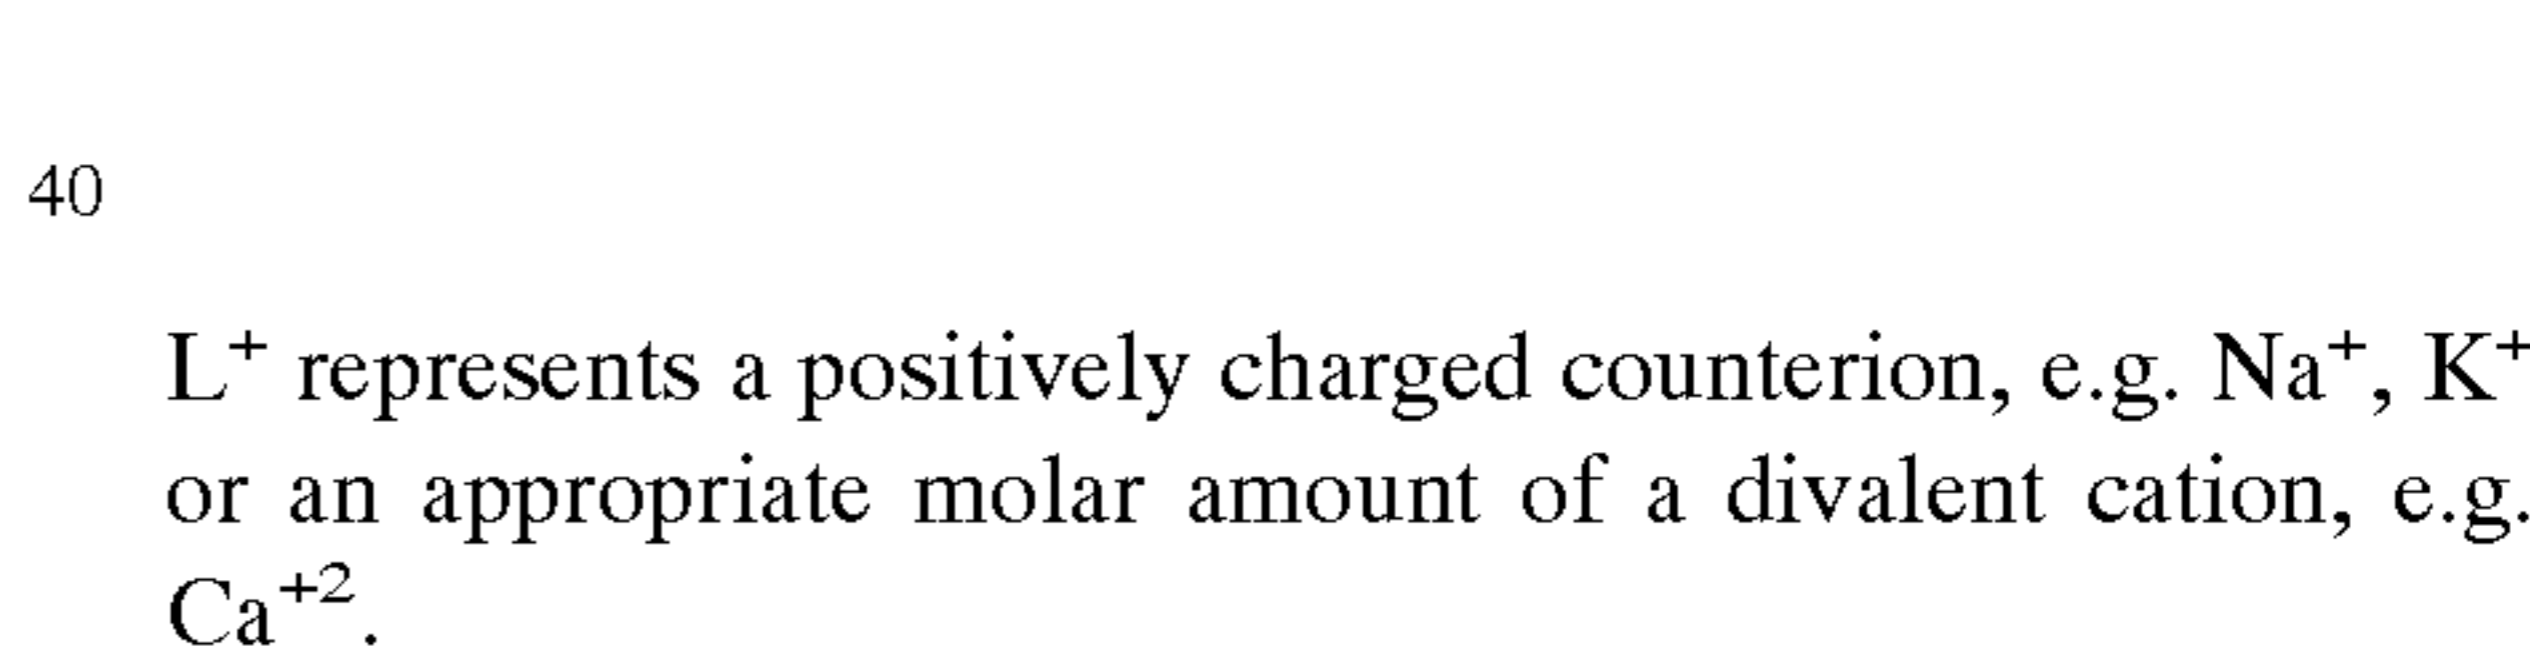 40
L⁺ represents a positively charged counterion, e.g. Na⁺, K⁺
or an appropriate molar amount of a divalent cation, e.g.
Ca⁺².